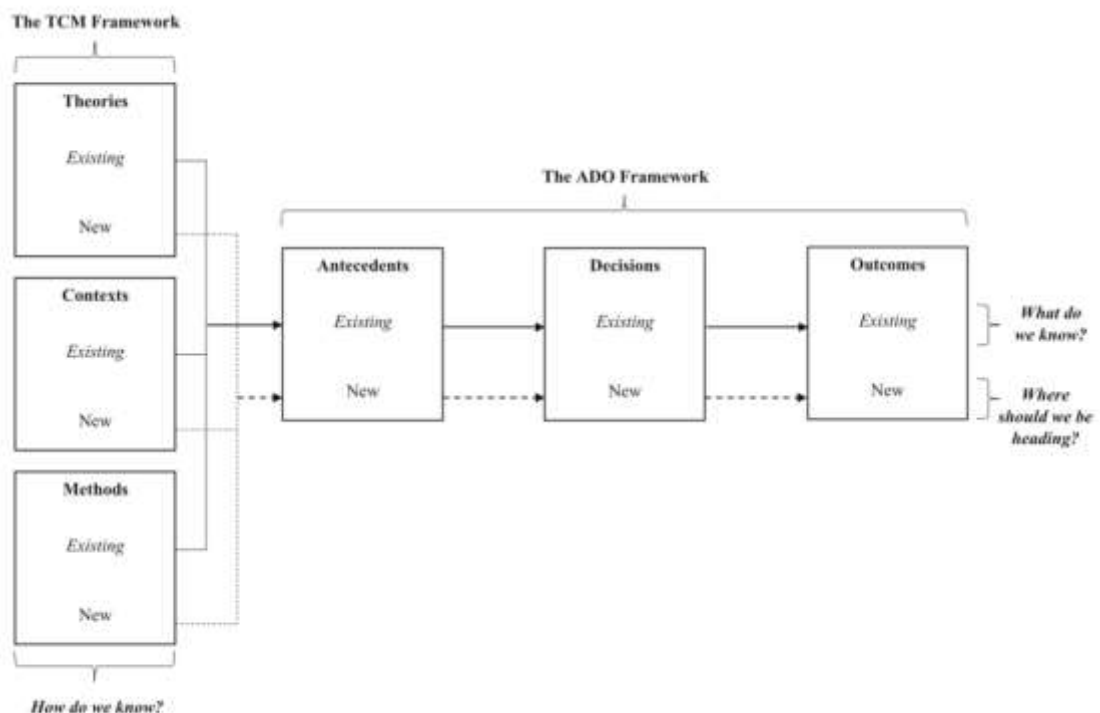 The TCM Framework
Theories
Existing
New
Contexts
Existing
New
Methods
Existing
New
How do we know?
The ADO Framework
Antecedents
Existing
New
Decisions
Existing
New
Outcomes
Existing
New
What do
we know?
Where
should we be
heading?